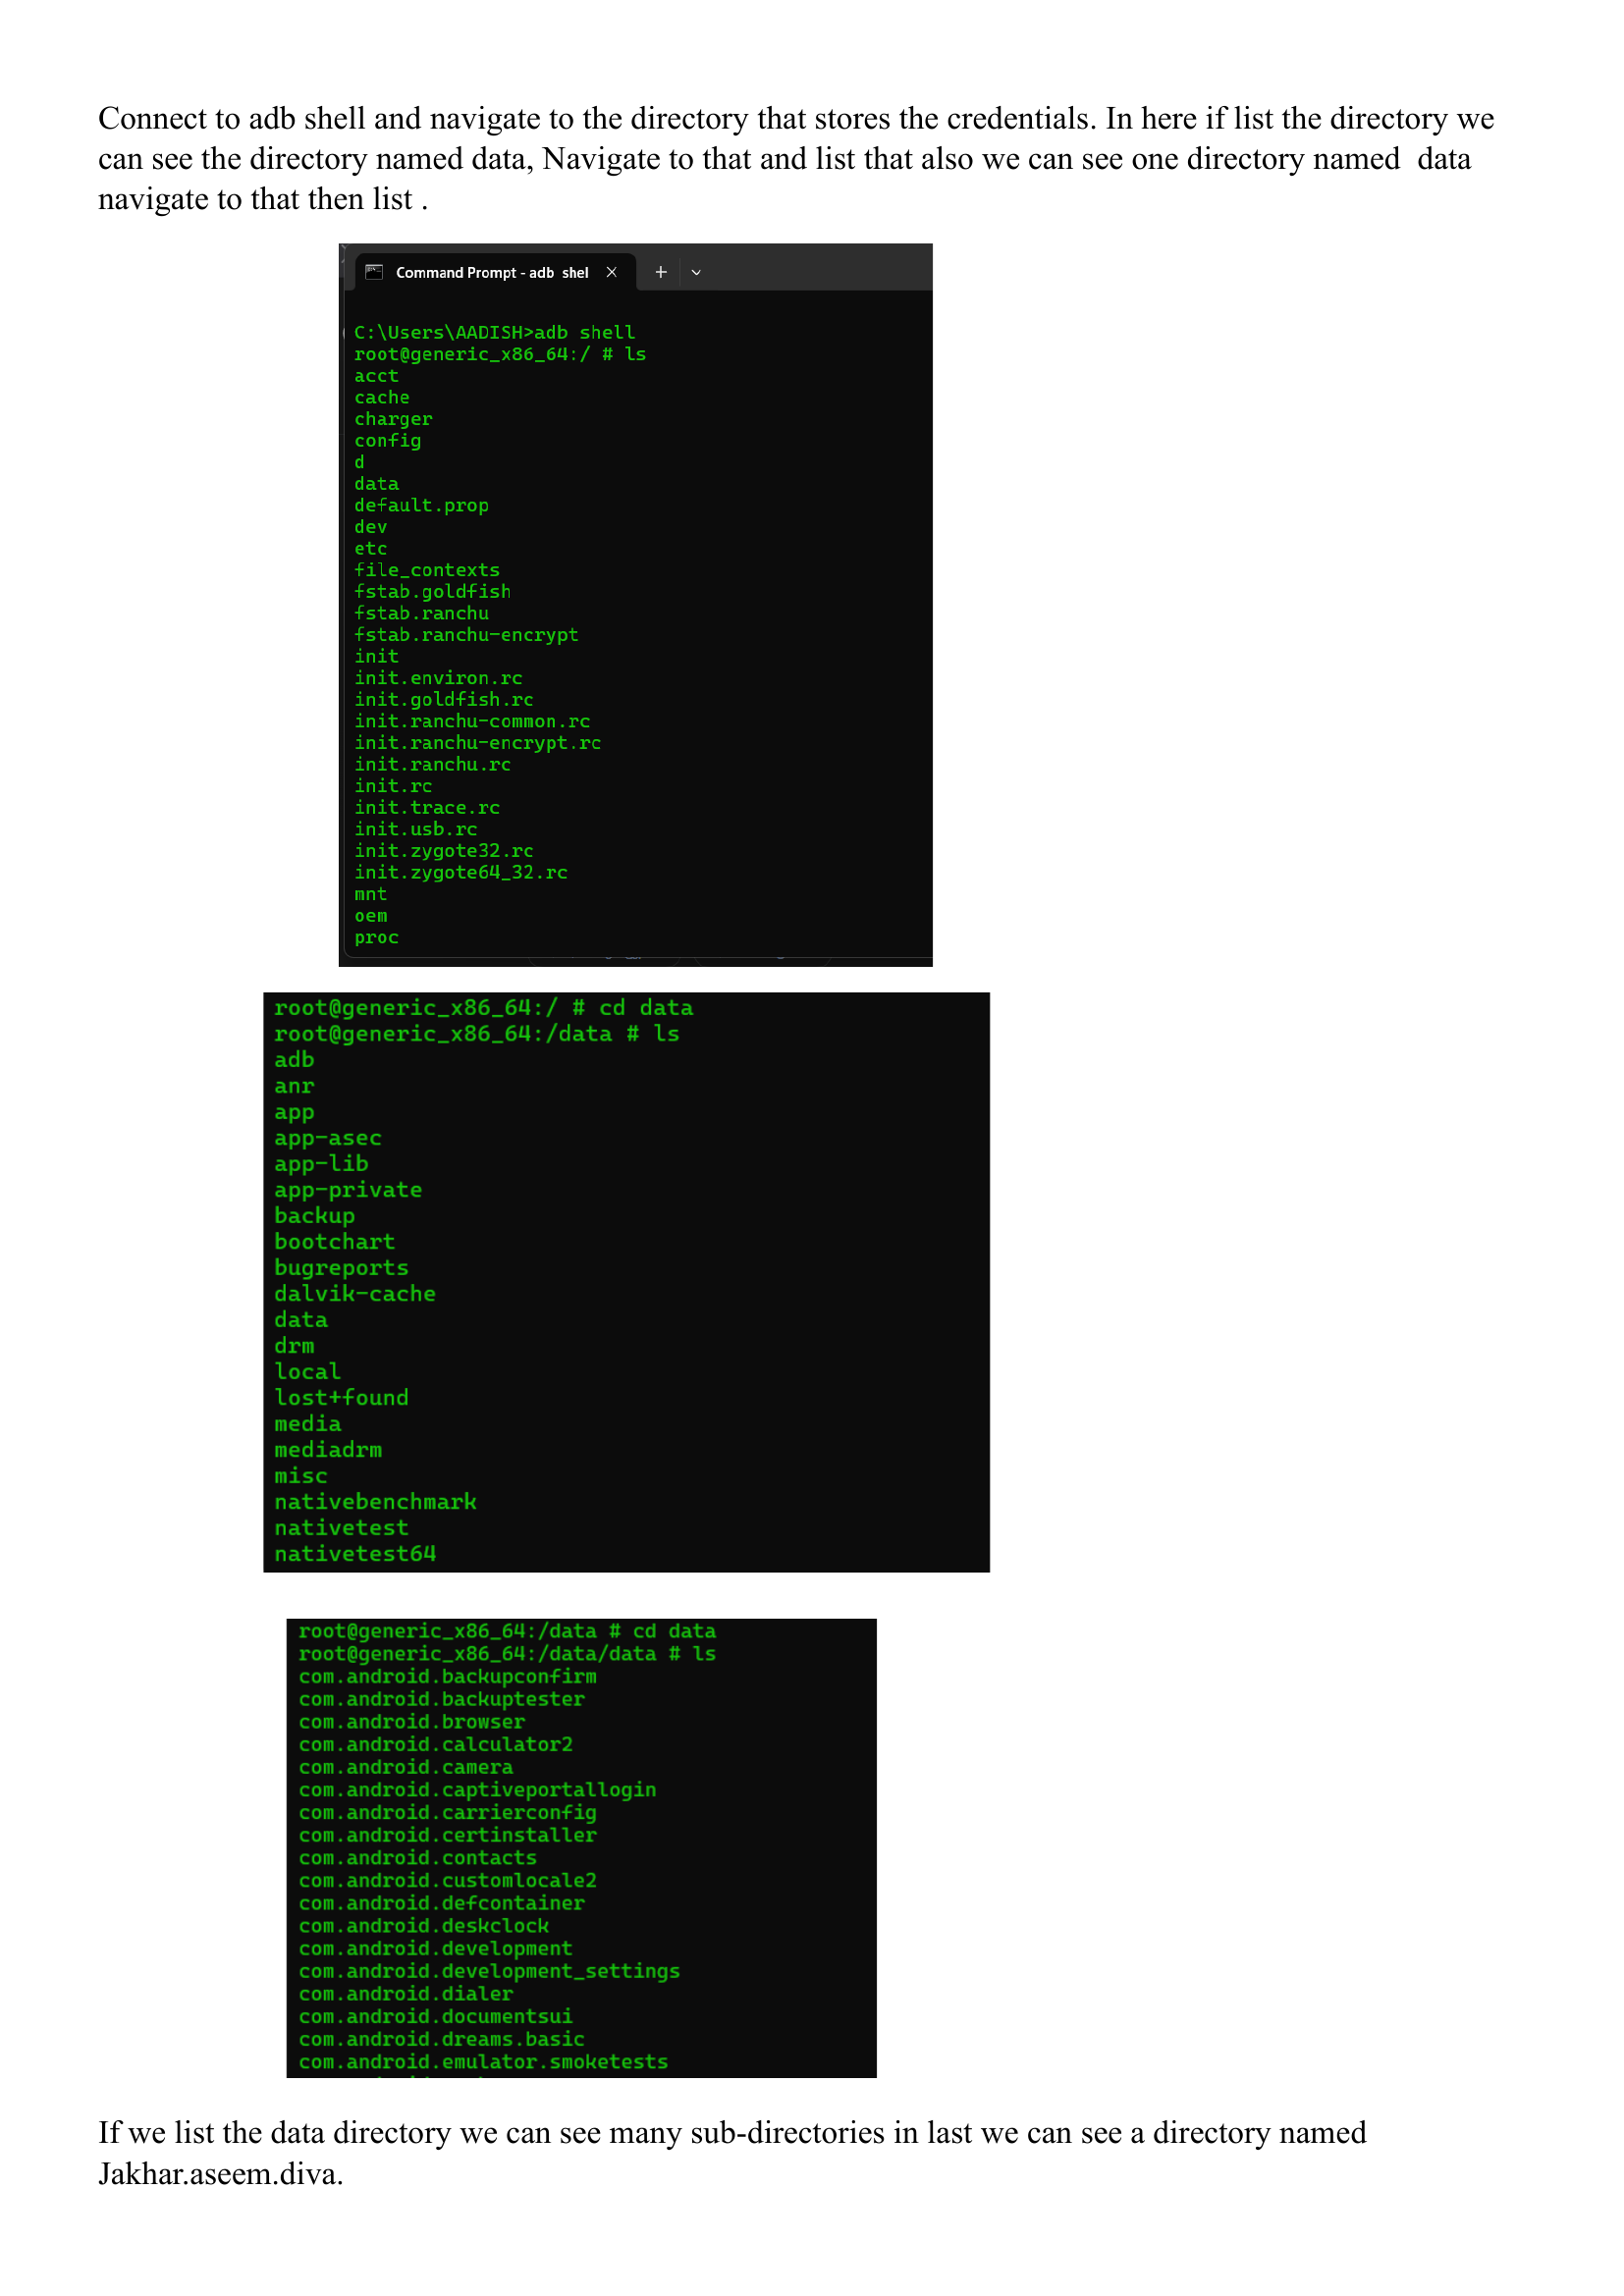 Connect to adb shell and navigate to the directory that stores the credentials. In here if list the directory we
can see the directory named data, Navigate to that and list that also we can see one directory named  data
navigate to that then list .
Command Prompt - adb  shel
C:\Users\AADISH>adb shell
root@generic_x86_64:/ # ls
acct
cache
charger
config
d
data
default.prop
dev
etc
file_contexts
fstab.goldfish
fstab.ranchu
fstab.ranchu-encrypt
init
init.environ.rc
init.goldfish.rc
init.ranchu-common.rc
init.ranchu-encrypt.rc
init.ranchu.rc
init.rc
init.trace.rc
init.usb.rc
init.zygote32.rc
init.zygote64_32.rc
mnt
oem
proc
root@generic_x86_64:/ # cd data
root@generic_x86_64:/data # ls
adb
anr
app
app-asec
app-lib
app-private
backup
bootchart
bugreports
dalvik-cache
data
drm
local
lost+found
media
mediadrm
misc
nativebenchmark
nativetest
nativetest64
root@generic_x86_64:/data # cd data
root@generic_x86_64:/data/data # ls
com.android.backupconfirm
com.android.backuptester
com.android.browser
com.android.calculator2
com.android.camera
com.android.captiveportallogin
com.android.carrierconfig
com.android.certinstaller
com.android.contacts
com.android.customlocale2
com.android.defcontainer
com.android.deskclock
com.android.development
com.android.development_settings
com.android.dialer
com.android.documentsui
com.android.dreams.basic
com.android.emulator.smoketests
If we list the data directory we can see many sub-directories in last we can see a directory named
Jakhar.aseem.diva.